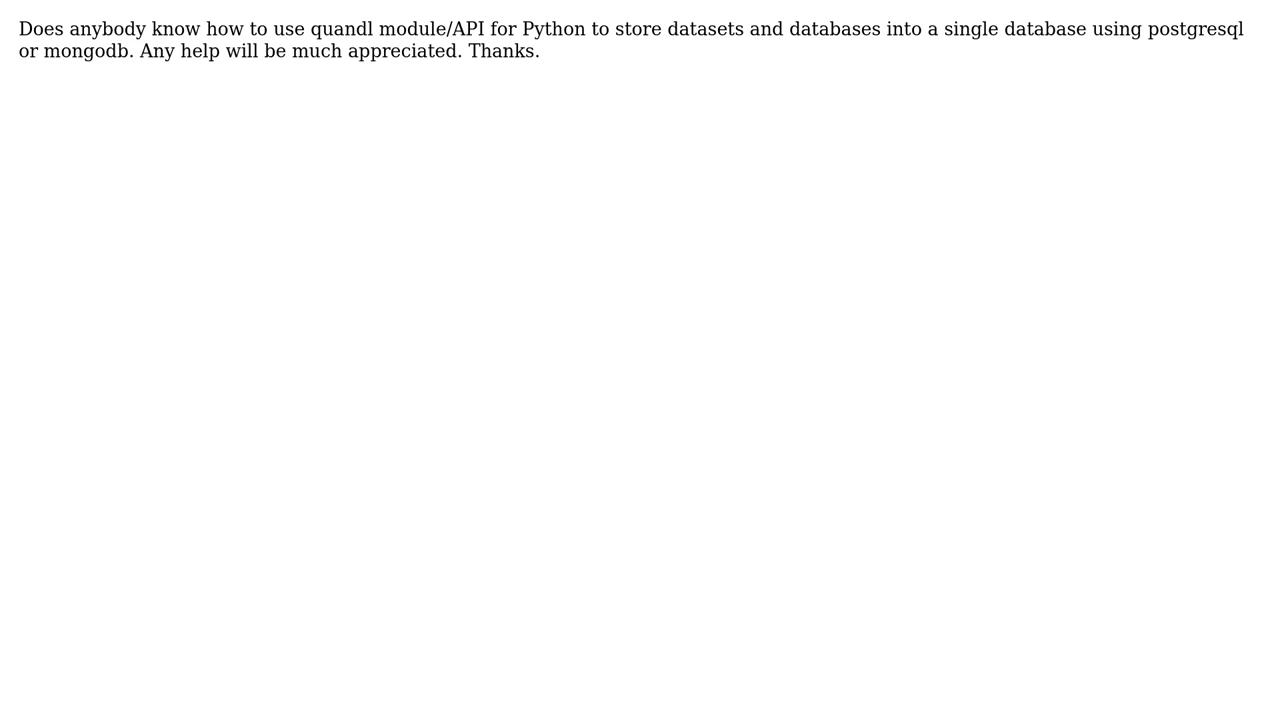 Does anybody know how to use quandl module/API for Python to store datasets and databases into a single database using postgresql
or mongodb. Any help will be much appreciated. Thanks.